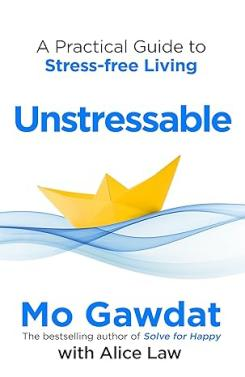 A Practical Guide to
Stress-free Living
Unstressable
Mo Gawdat
The bestselling author of Solve for Happy
with Alice Law